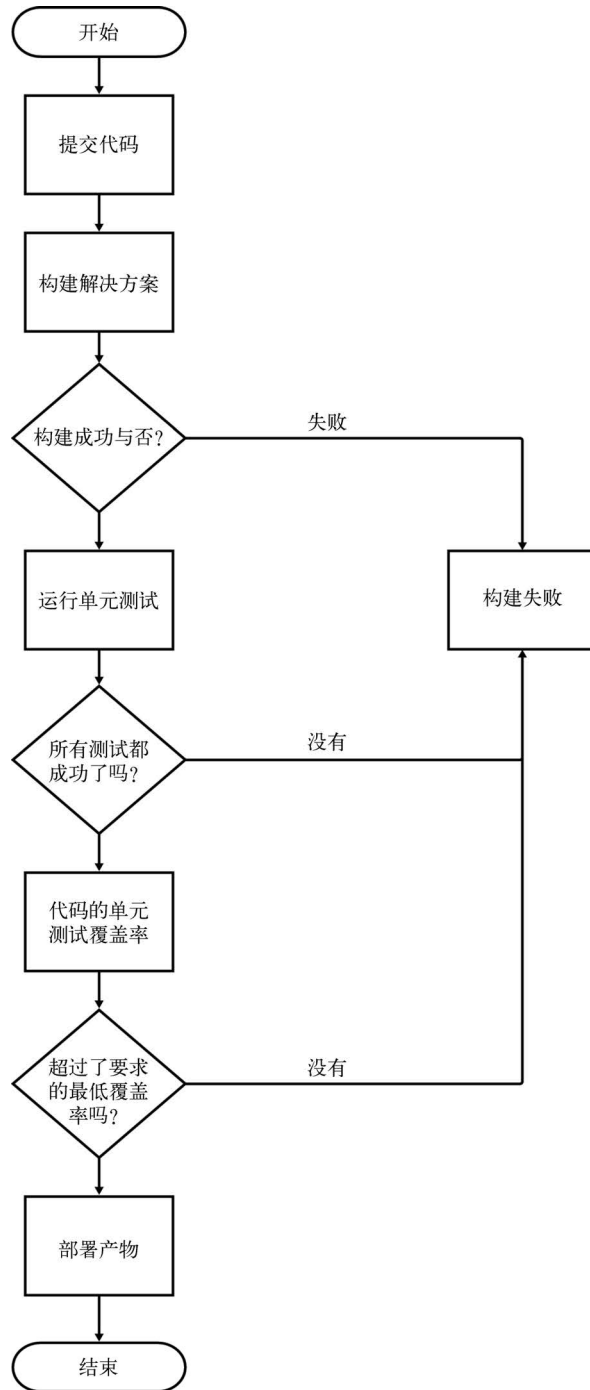 开始
提交代码
构建解决方案
构建成功与否?
失败
运行单元测试
构建失败
所有测试都
成功了吗?
没有
代码的单元
测试覆盖率
超过了要求
的最低覆盖
率吗?
没有
部署产物
结束